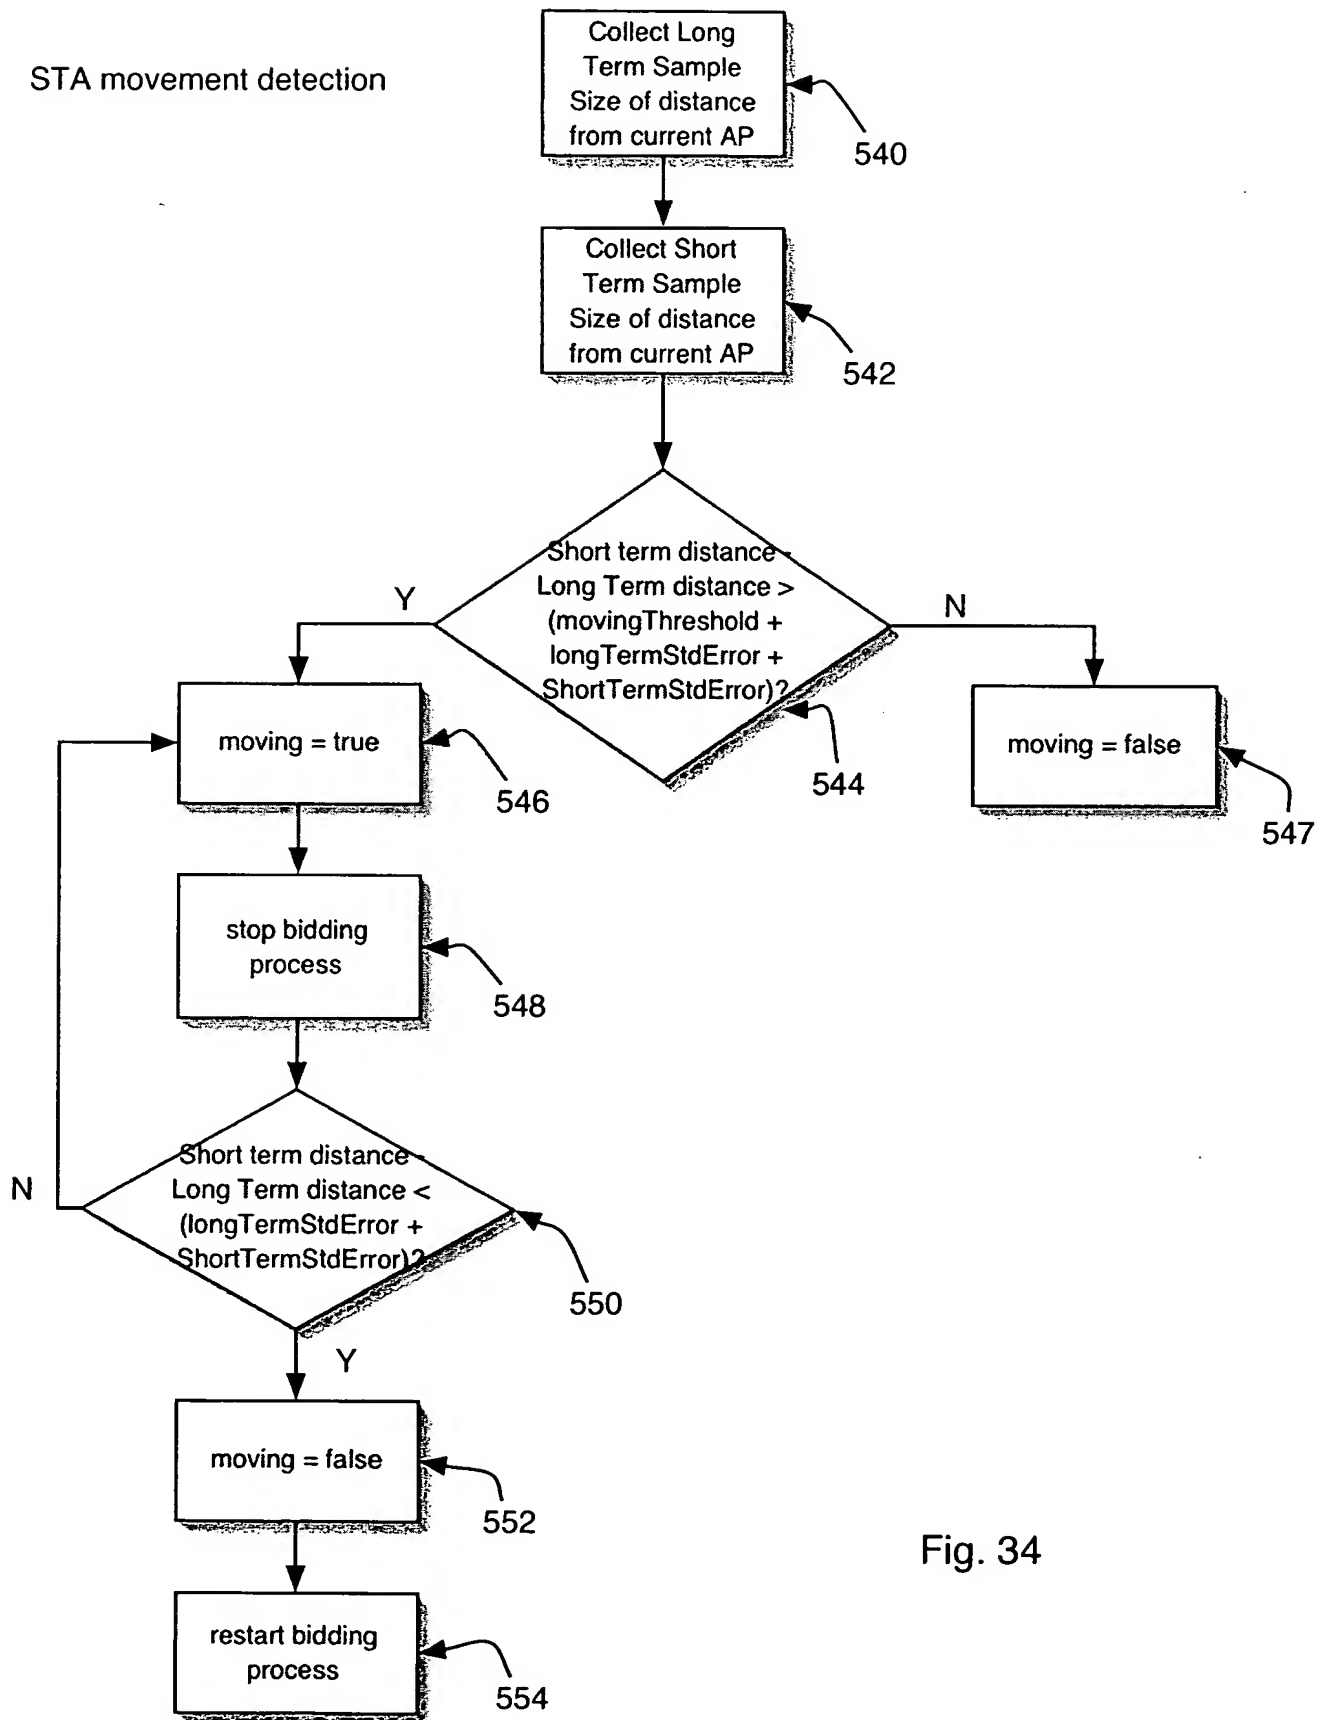 STA movement detection
Collect Long
Term Sample
Size of distance
from current AP
540
Collect Short
Term Sample
Size of distance
from current AP
542
Short term distance -
Long Term distance >
(movingThreshold +
longTermStdError +
ShortTermStdError)?
Y
N
544
moving = true
546
moving = false
547
stop bidding
process
548
Short term distance -
Long Term distance <
(longTermStdError +
ShortTermStdError)?
N
550
Y
moving = false
552
restart bidding
process
554
Fig. 34